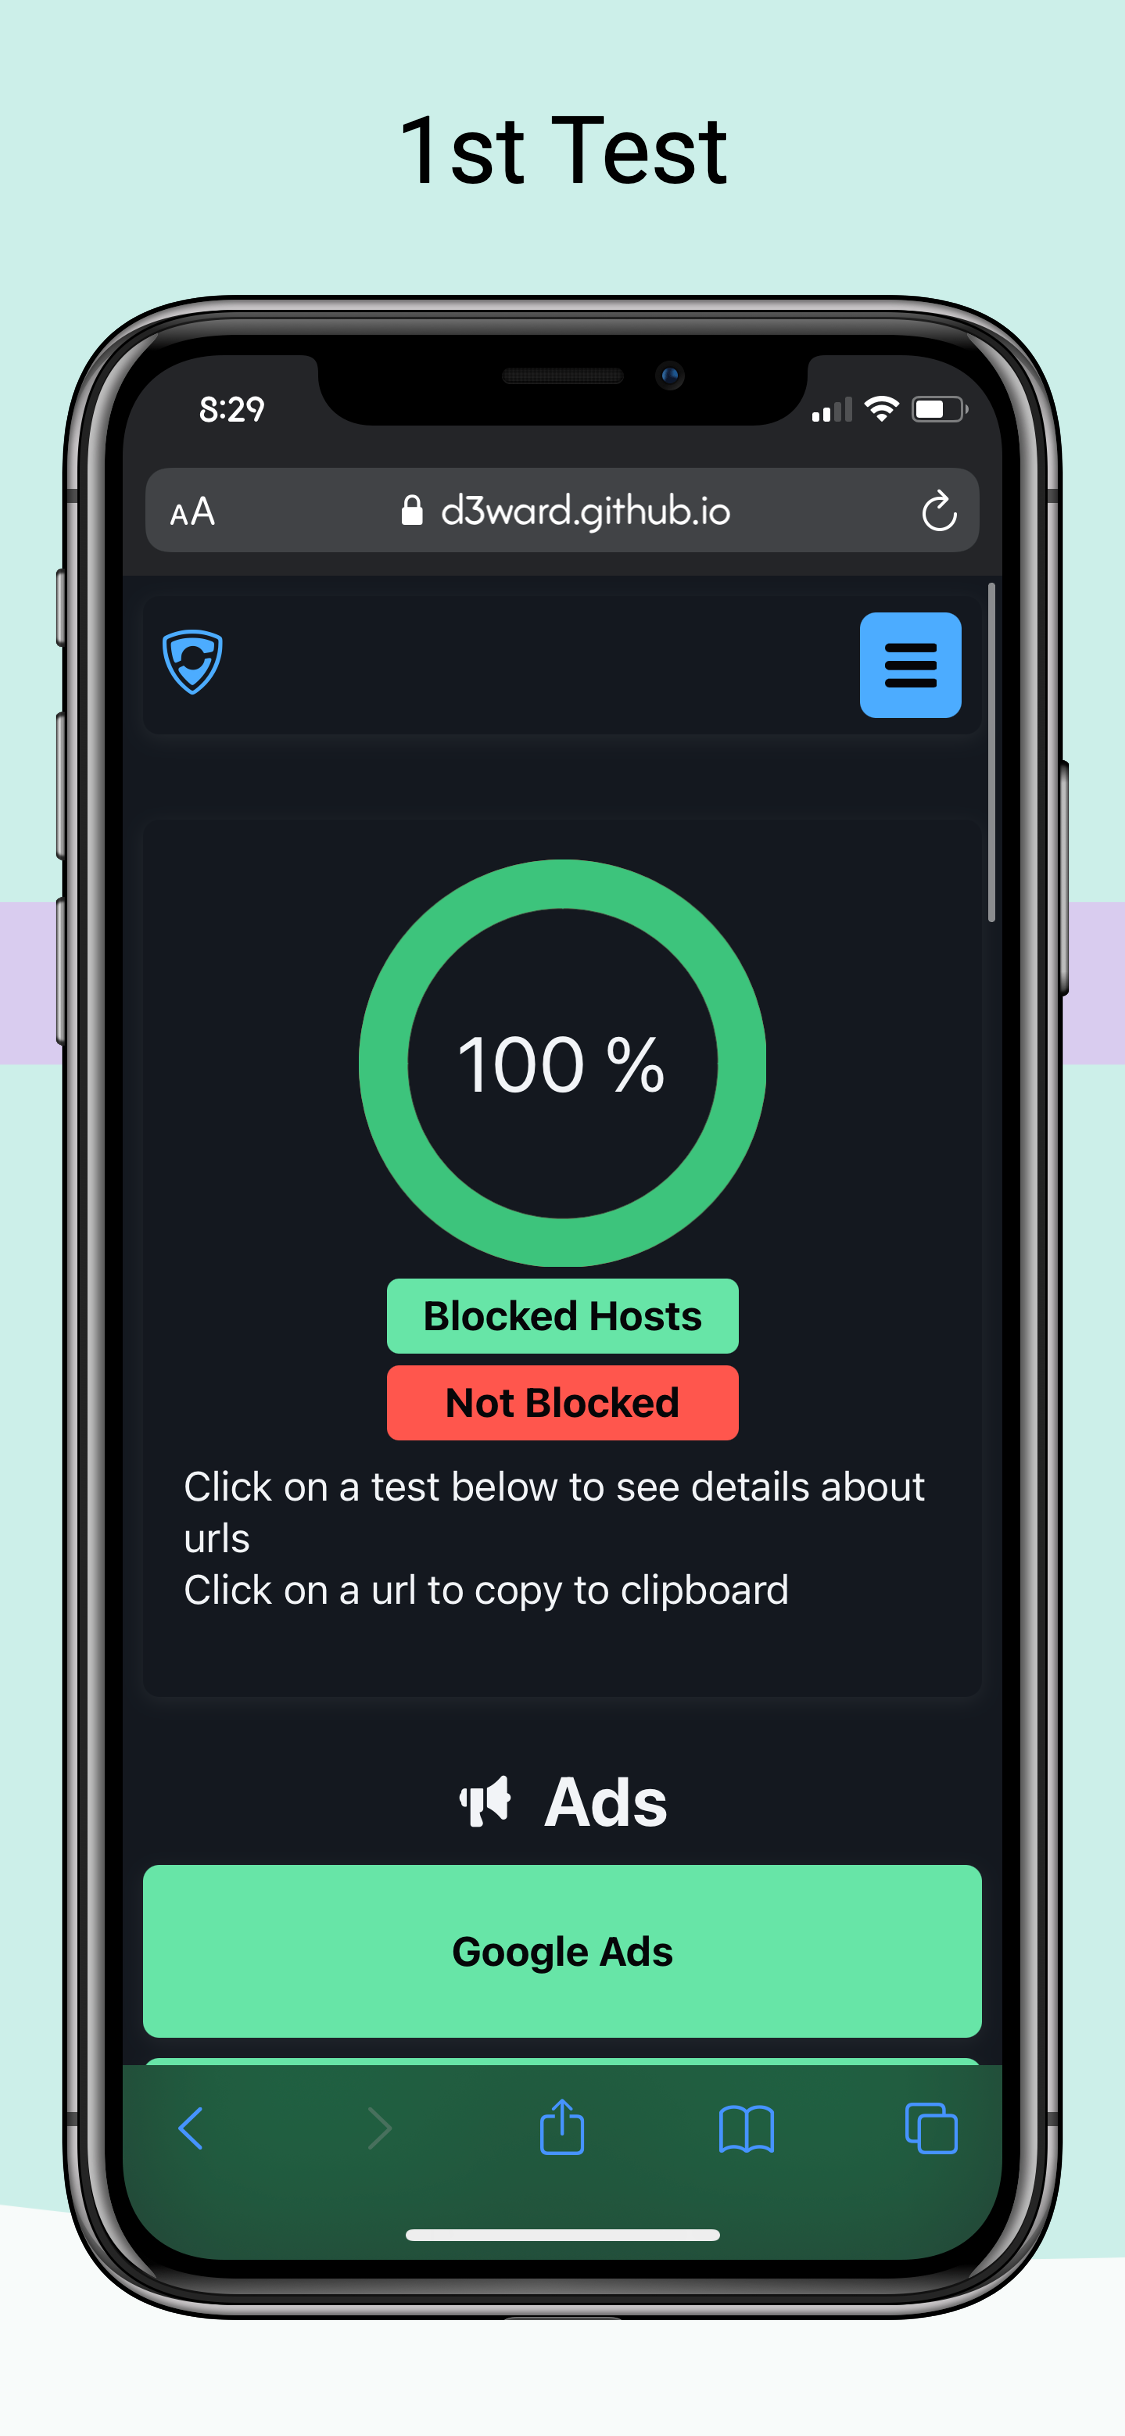 1st Test
8:29
AA
d3ward.github.io
100 %
Blocked Hosts
Not Blocked
Click on a test below to see details about
urls
Click on a url to copy to clipboard
Ads
Google Ads